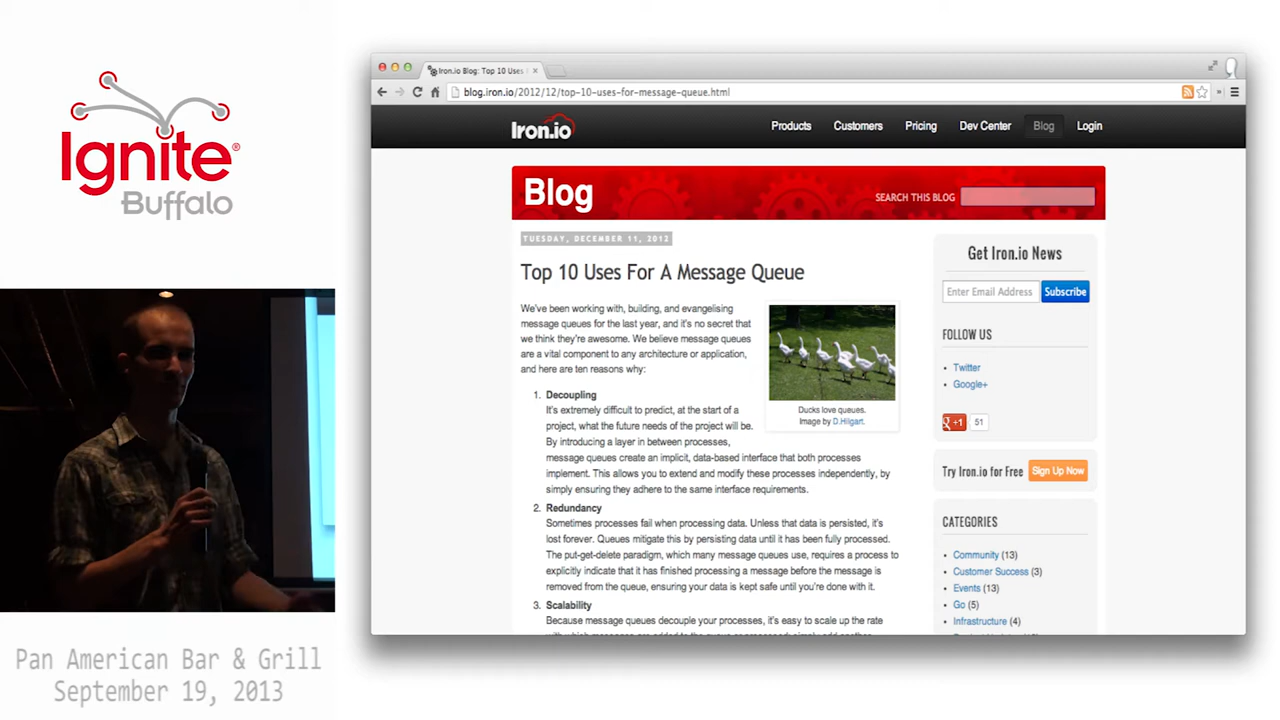 Ignite®
Buffalo
Pan American Bar & Grill
September 19, 2013
Iron.io Blog: Top 10 Uses
blog.iron.io/2012/12/top-10-uses-for-message-queue.html
Iron.io
Products
Customers
Pricing
Dev Center
Blog
Login
Blog
SEARCH THIS BLOG
TUESDAY, DECEMBER 11, 2012
Top 10 Uses For A Message Queue
We've been working with, building, and evangelising
message queues for the last year, and it's no secret that
we think they're awesome. We believe message queues
are a vital component to any architecture or application,
and here are ten reasons why:
Ducks love queues.
Image by D.Hilgart.
1. Decoupling
It's extremely difficult to predict, at the start of a
project, what the future needs of the project will be.
By introducing a layer in between processes,
message queues create an implicit, data-based interface that both processes
implement. This allows you to extend and modify these processes independently, by
simply ensuring they adhere to the same interface requirements.
2. Redundancy
Sometimes processes fail when processing data. Unless that data is persisted, it's
lost forever. Queues mitigate this by persisting data until it has been fully processed.
The put-get-delete paradigm, which many message queues use, requires a process to
explicitly indicate that it has finished processing a message before the message is
removed from the queue, ensuring your data is kept safe until you're done with it.
3. Scalability
Because message queues decouple your processes, it's easy to scale up the rate
Get Iron.io News
Enter Email Address
Subscribe
FOLLOW US
• Twitter
• Google+
g +1
51
Try Iron.io for Free
Sign Up Now
CATEGORIES
• Community (13)
• Customer Success (3)
• Events (13)
• Go (5)
• Infrastructure (4)